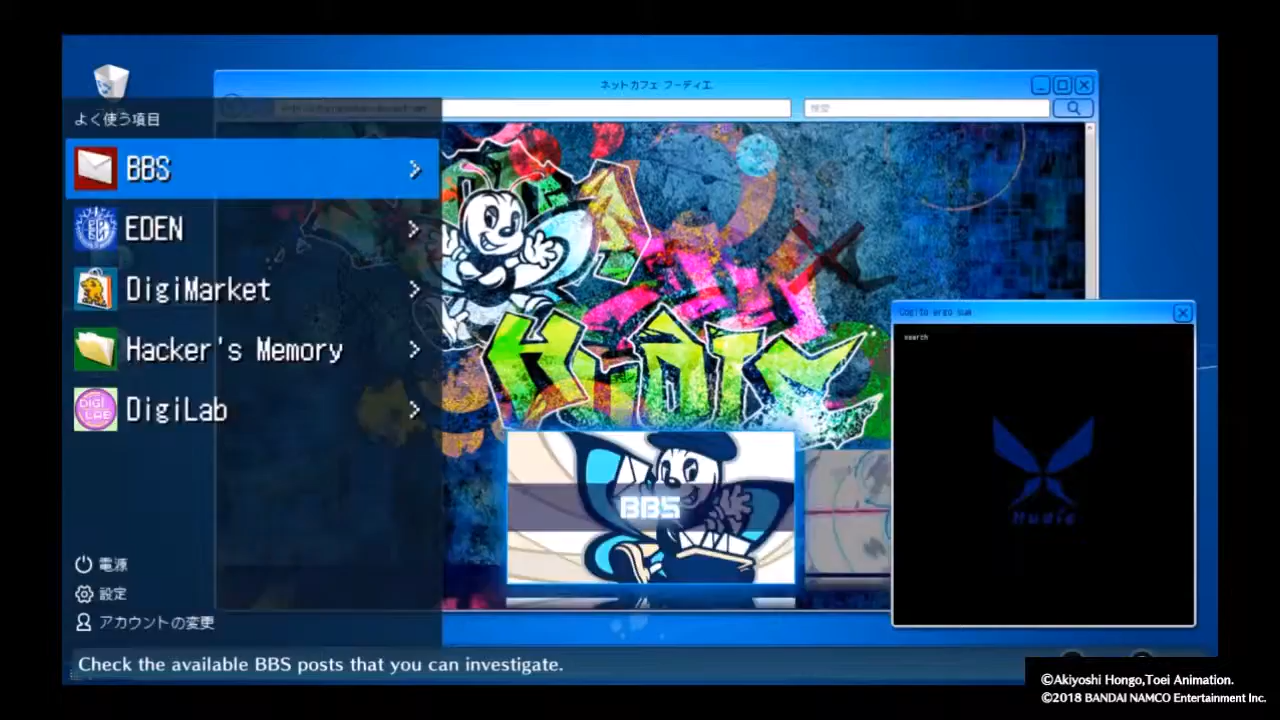 ネットカフェ フーディエ
検索
よく使う項目
BBS
EDEN
DigiMarket
Hacker's Memory
DigiLab
Cogito ergo sum
search
Hudie
BBS
Hudie
DIGI
LAB
電源
設定
アカウントの変更
Check the available BBS posts that you can investigate.
©Akiyoshi Hongo,Toei Animation.
©2018 BANDAI NAMCO Entertainment Inc.